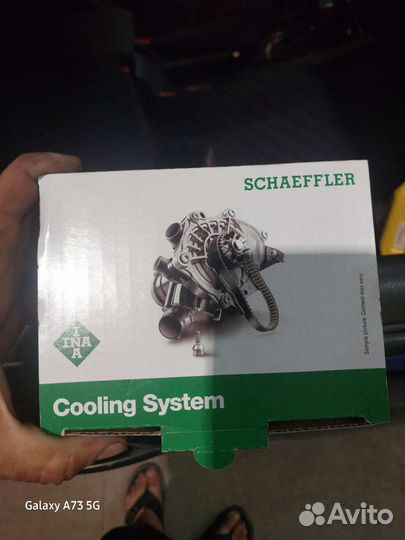 SCHAEFFLER
I
INA
A
Sample picture. Content may vary.
Cooling System
Galaxy A73 5G
Avito